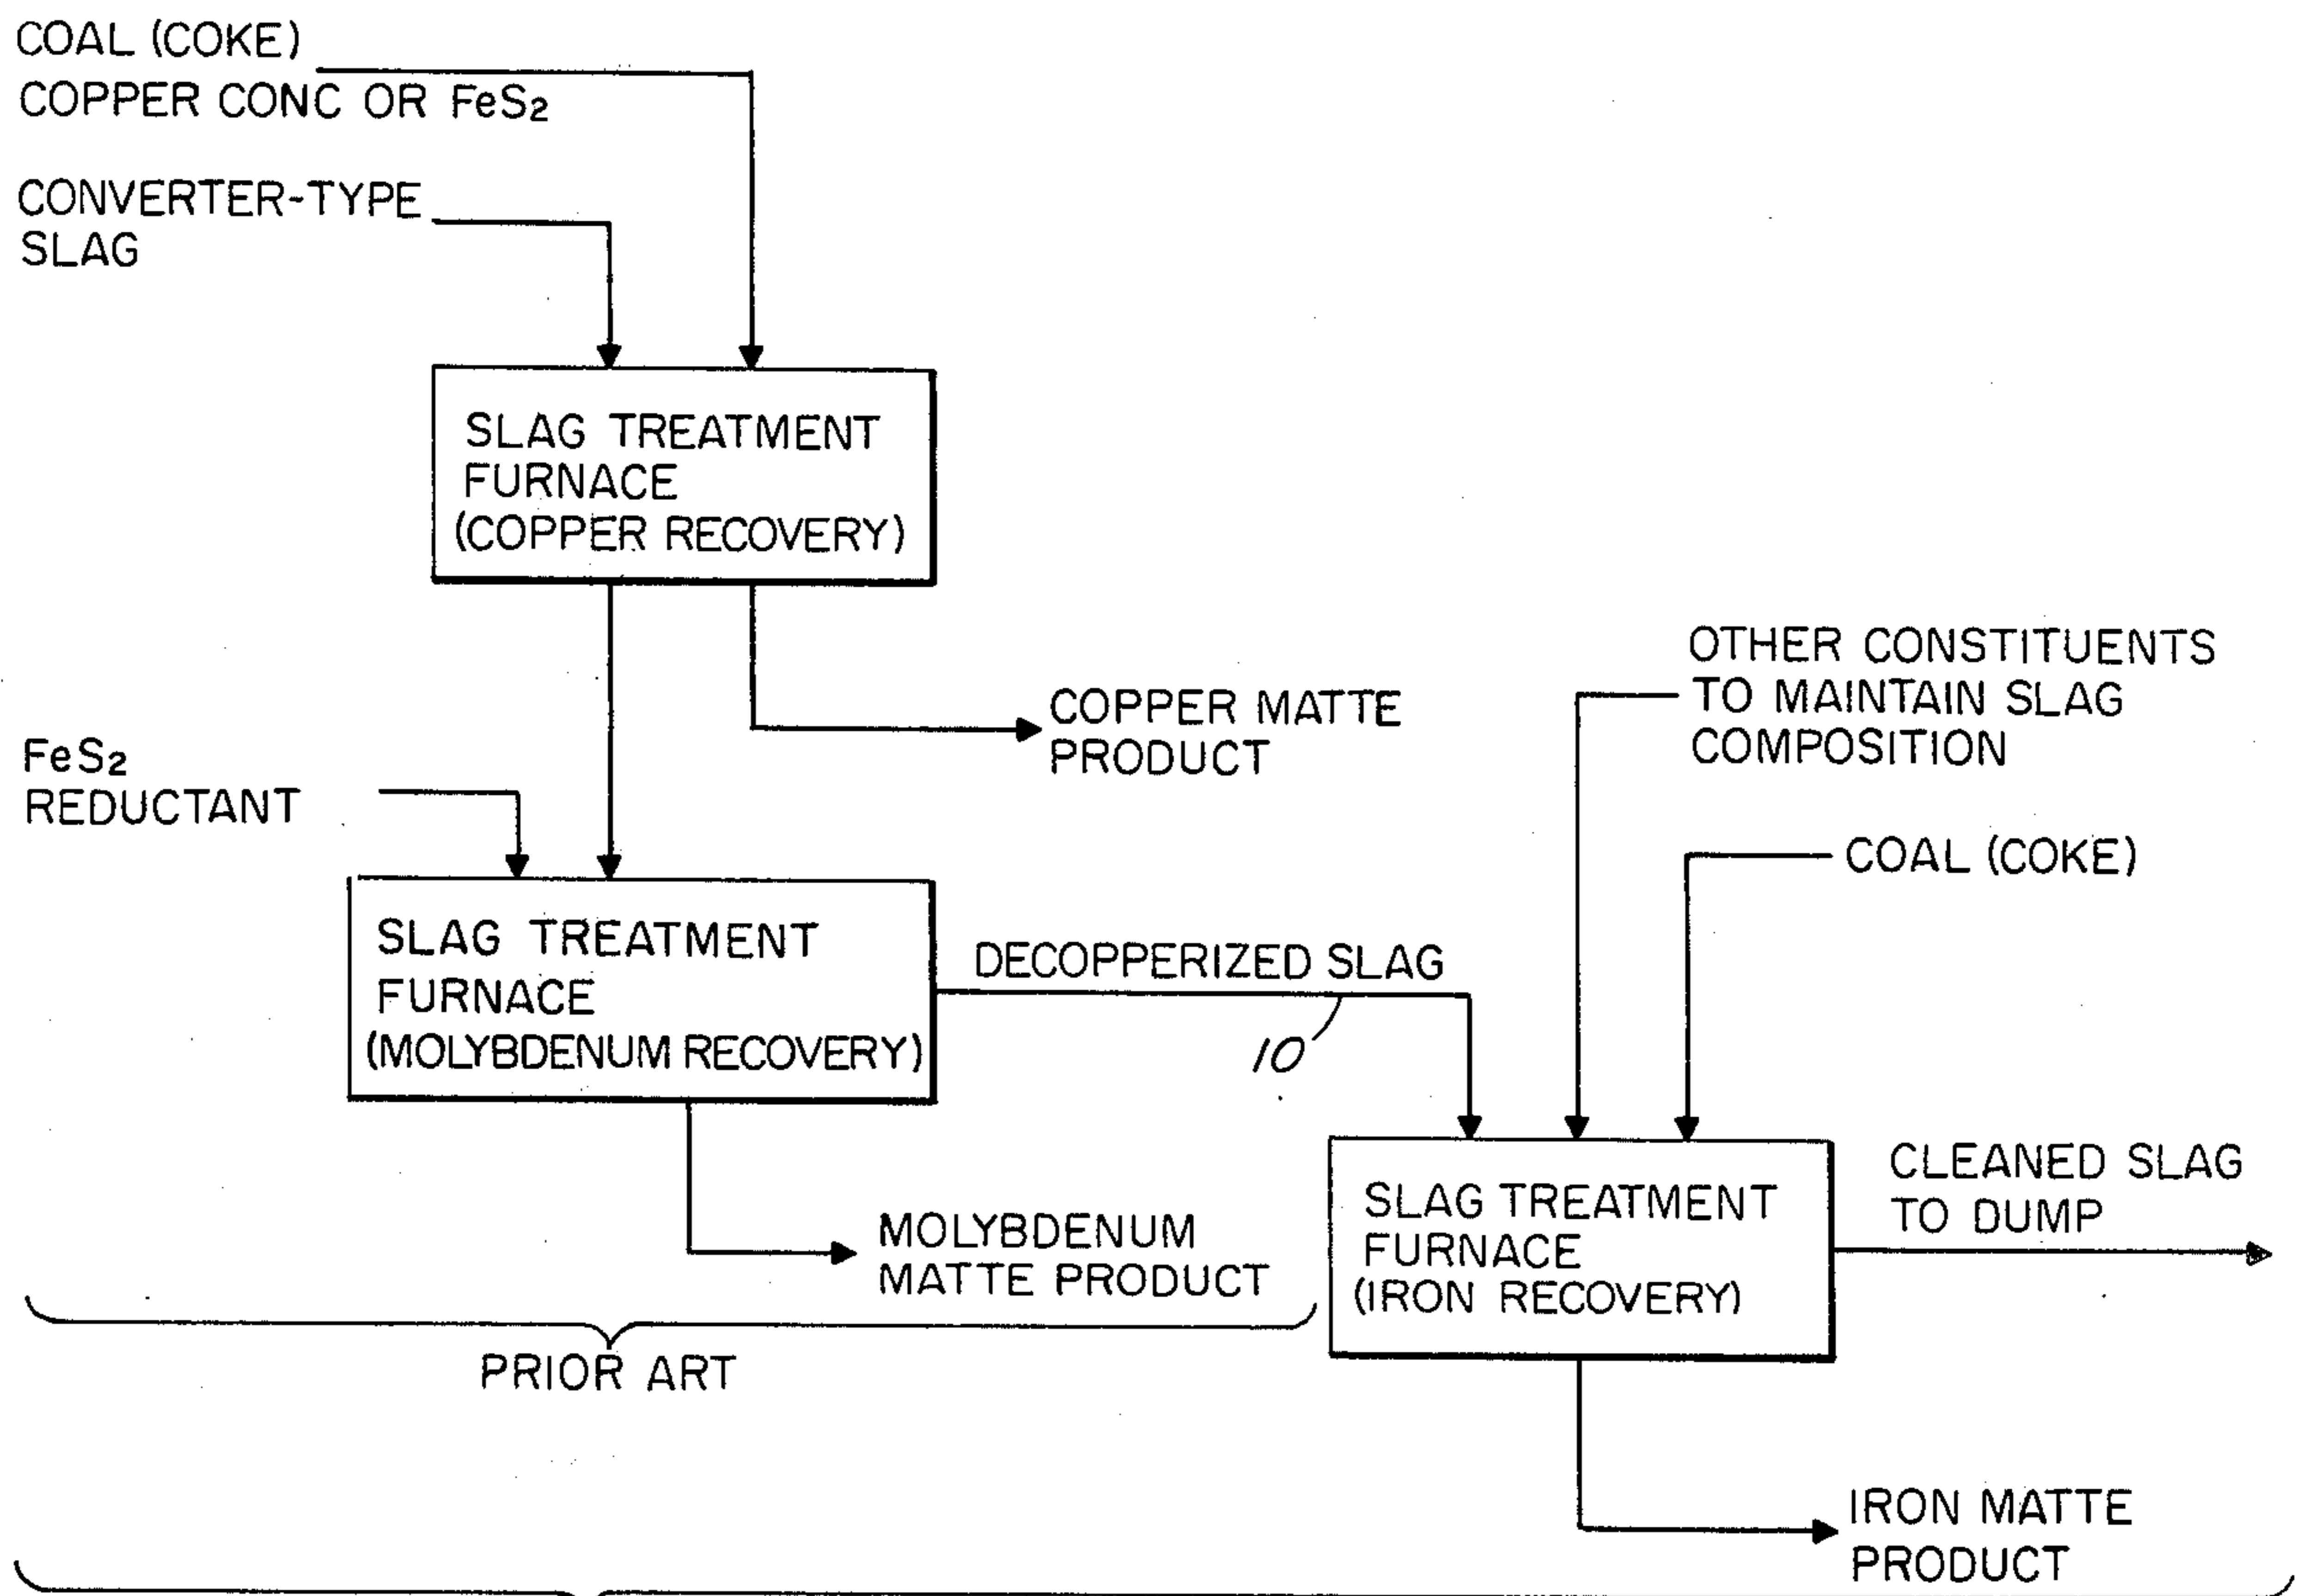 COAL (COKE)
COPPER CONC OR FeS2
CONVERTER-TYPE
SLAG
SLAG TREATMENT
FURNACE
(COPPER RECOVERY)
COPPER MATTE
PRODUCT
OTHER CONSTITUENTS
TO MAINTAIN SLAG
COMPOSITION
FeS2
REDUCTANT
COAL (COKE)
SLAG TREATMENT
FURNACE
(MOLYBDENUM RECOVERY)
DECOPPERIZED SLAG
10
MOLYBDENUM
MATTE PRODUCT
SLAG TREATMENT
FURNACE
(IRON RECOVERY)
CLEANED SLAG
TO DUMP
PRIOR ART
IRON MATTE
PRODUCT